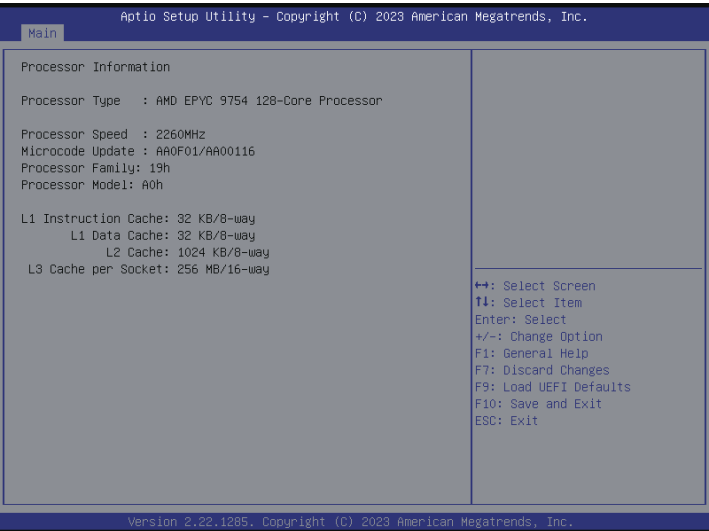 Aptio Setup Utility – Copyright (C) 2023 American Megatrends, Inc.
Main
Processor Information
Processor Type : AMD EPYC 9754 128-Core Processor
Processor Speed : 2260MHz
Microcode Update : AA0F01/AA00116
Processor Family: 19h
Processor Model: A0h
L1 Instruction Cache: 32 KB/8-way
L1 Data Cache: 32 KB/8-way
L2 Cache: 1024 KB/8-way
L3 Cache per Socket: 256 MB/16-way
↔: Select Screen
↑↓: Select Item
Enter: Select
+/-: Change Option
F1: General Help
F7: Discard Changes
F9: Load UEFI Defaults
F10: Save and Exit
ESC: Exit
Version 2.22.1285. Copyright (C) 2023 American Megatrends, Inc.